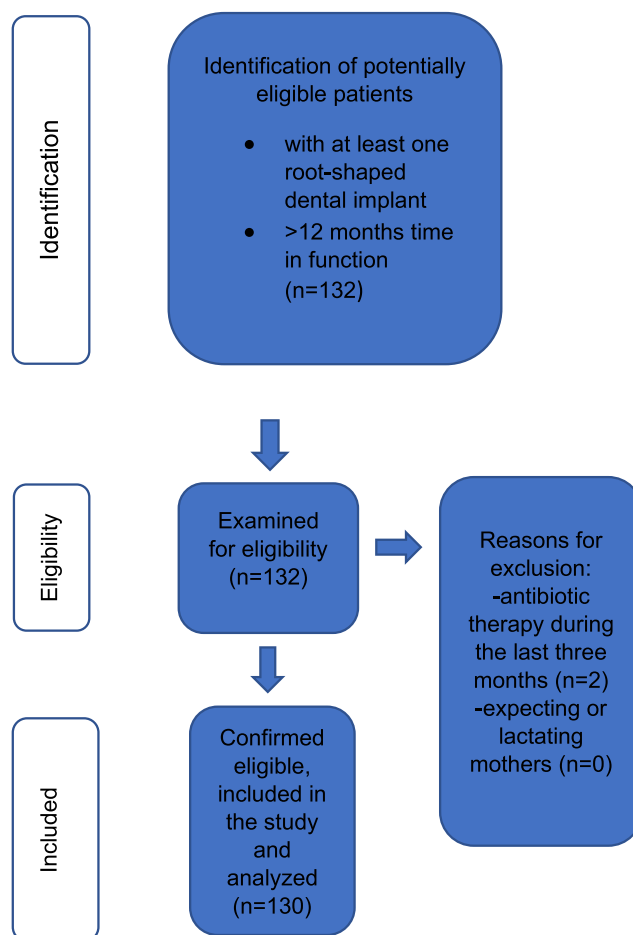 Identification
Identification of potentially
eligible patients
● with at least one
root-shaped
dental implant
● >12 months time
in function
(n=132)
Eligibility
Examined
for eligibility
(n=132)
Reasons for
exclusion:
-antibiotic
therapy during
the last three
months (n=2)
-expecting or
lactating
mothers (n=0)
Included
Confirmed
eligible,
included in
the study
and
analyzed
(n=130)